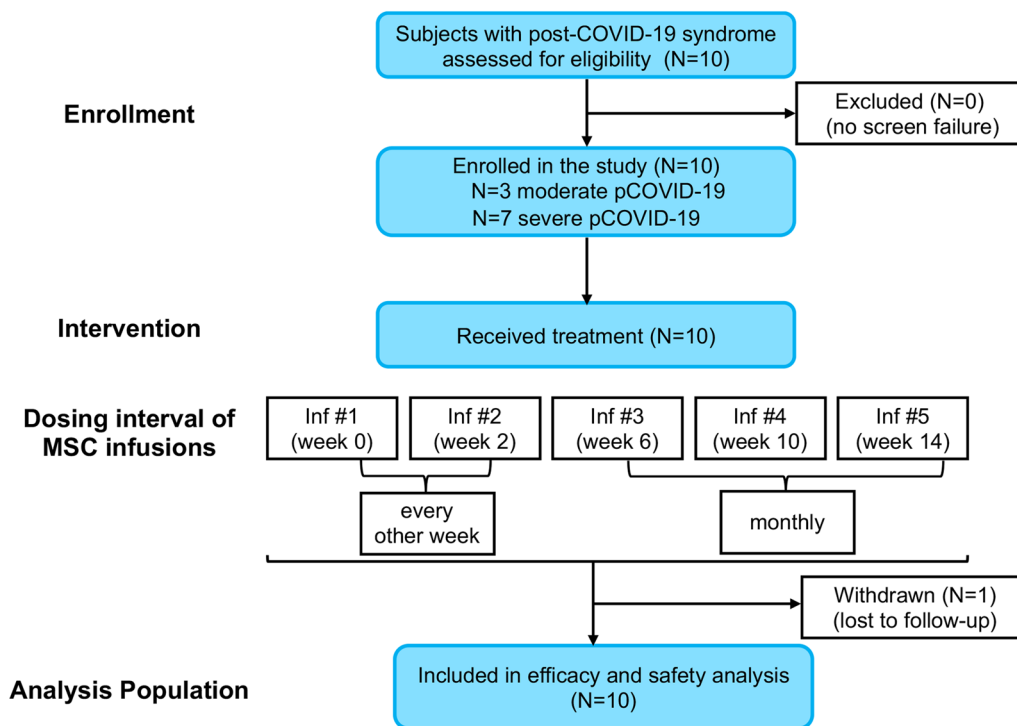 Subjects with post-COVID-19 syndrome
assessed for eligibility (N=10)
Enrollment
Excluded (N=0)
(no screen failure)
Enrolled in the study (N=10)
N=3 moderate pCOVID-19
N=7 severe pCOVID-19
Intervention
Received treatment (N=10)
Dosing interval of
MSC infusions
Inf #1
(week 0)
Inf #2
(week 2)
Inf #3
(week 6)
Inf #4
(week 10)
Inf #5
(week 14)
every
other week
monthly
Withdrawn (N=1)
(lost to follow-up)
Analysis Population
Included in efficacy and safety analysis
(N=10)